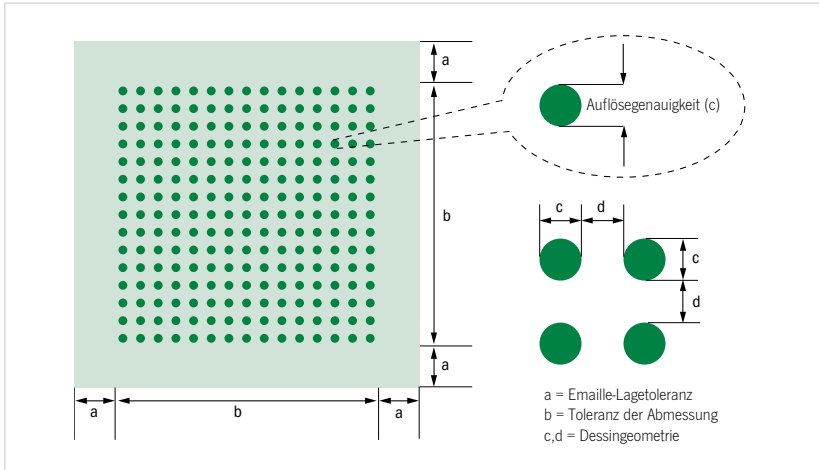 a
Auflösegenauigkeit (c)
b
c
d
c
d
a
a
b
a
a = Emaille-Lagetoleranz
b = Toleranz der Abmessung
c,d = Dessingeometrie